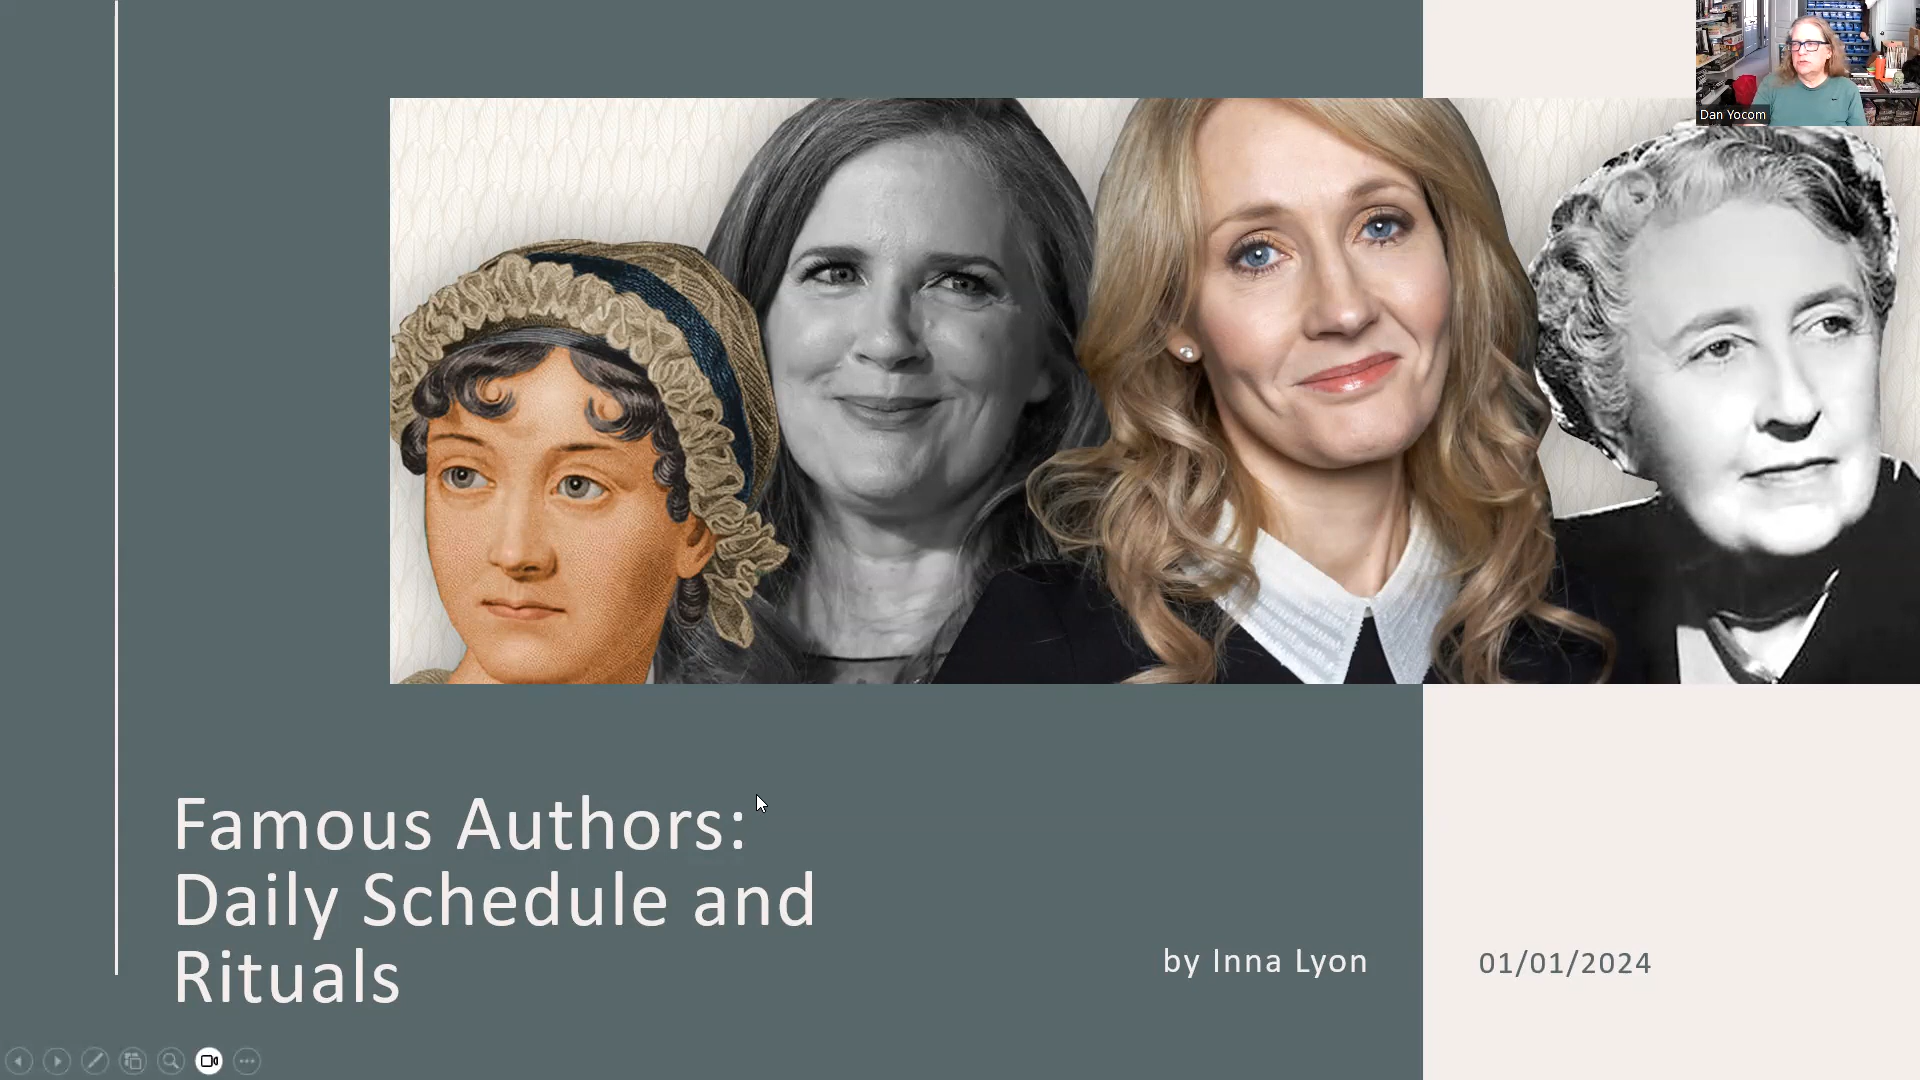 Dan Yocom
Famous Authors:
Daily Schedule and
Rituals
by Inna Lyon
01/01/2024